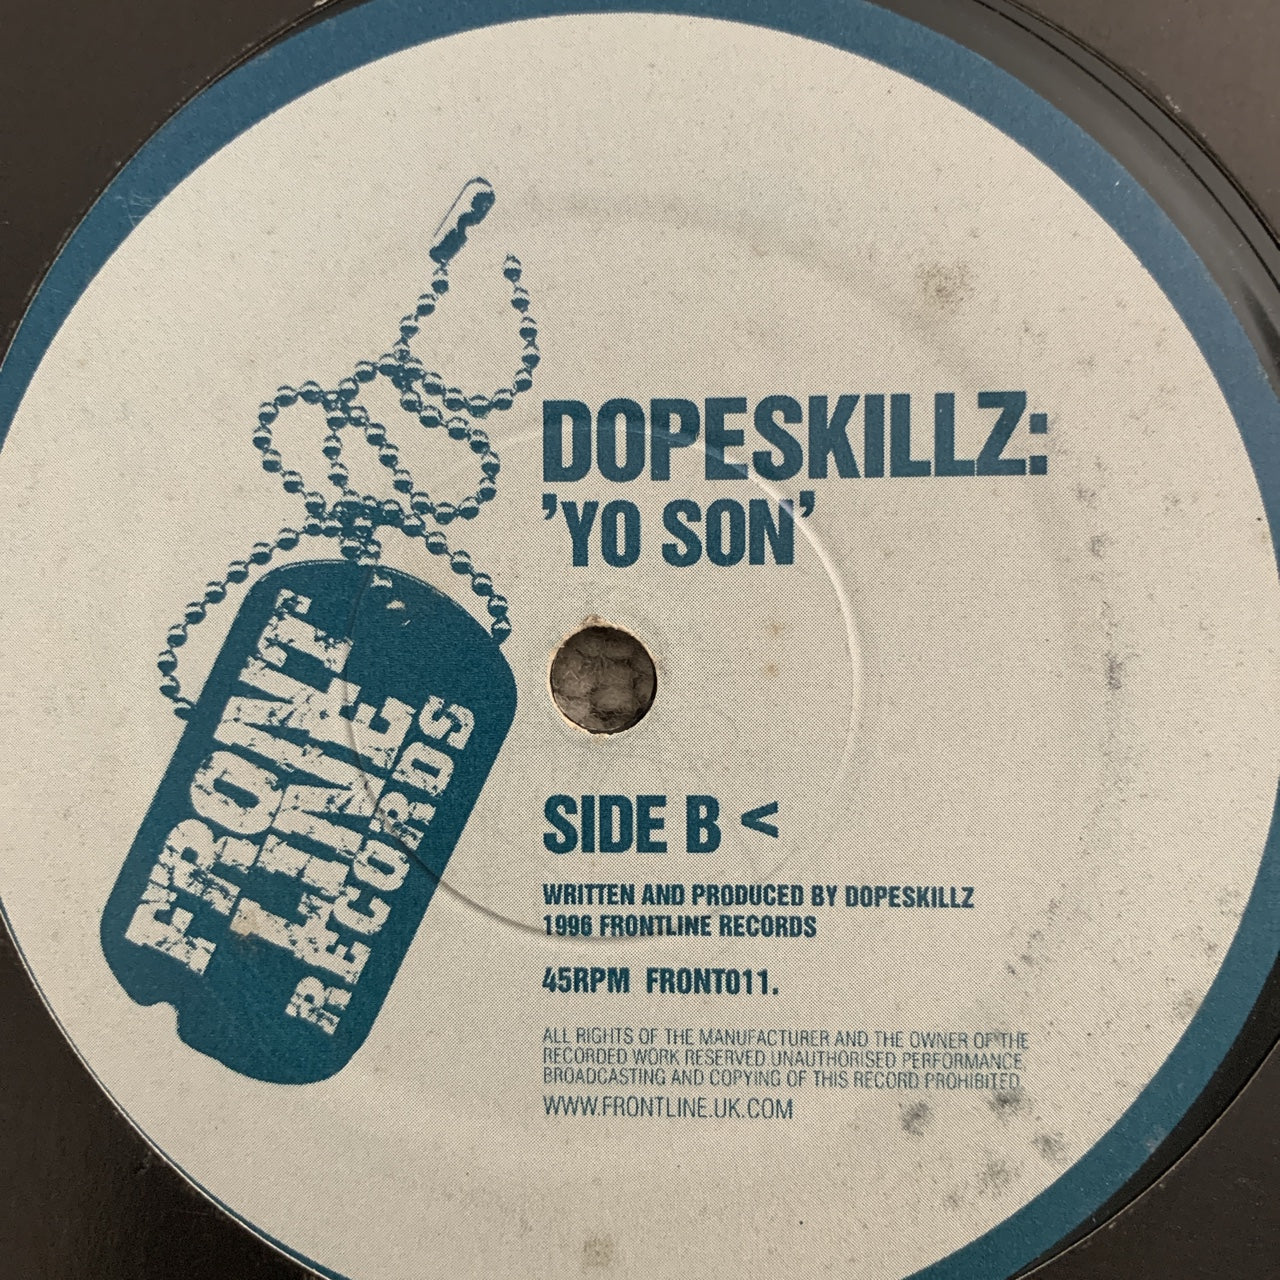 FRONT
LINE
RECORDS
DOPESKILLZ:
'YO SON'
SIDE B <
WRITTEN AND PRODUCED BY DOPESKILLZ
1996 FRONTLINE RECORDS
45RPM FRONT011.
ALL RIGHTS OF THE MANUFACTURER AND THE OWNER OF THE
RECORDED WORK RESERVED UNAUTHORISED PERFORMANCE,
BROADCASTING AND COPYING OF THIS RECORD PROHIBITED
WWW.FRONTLINE.UK.COM